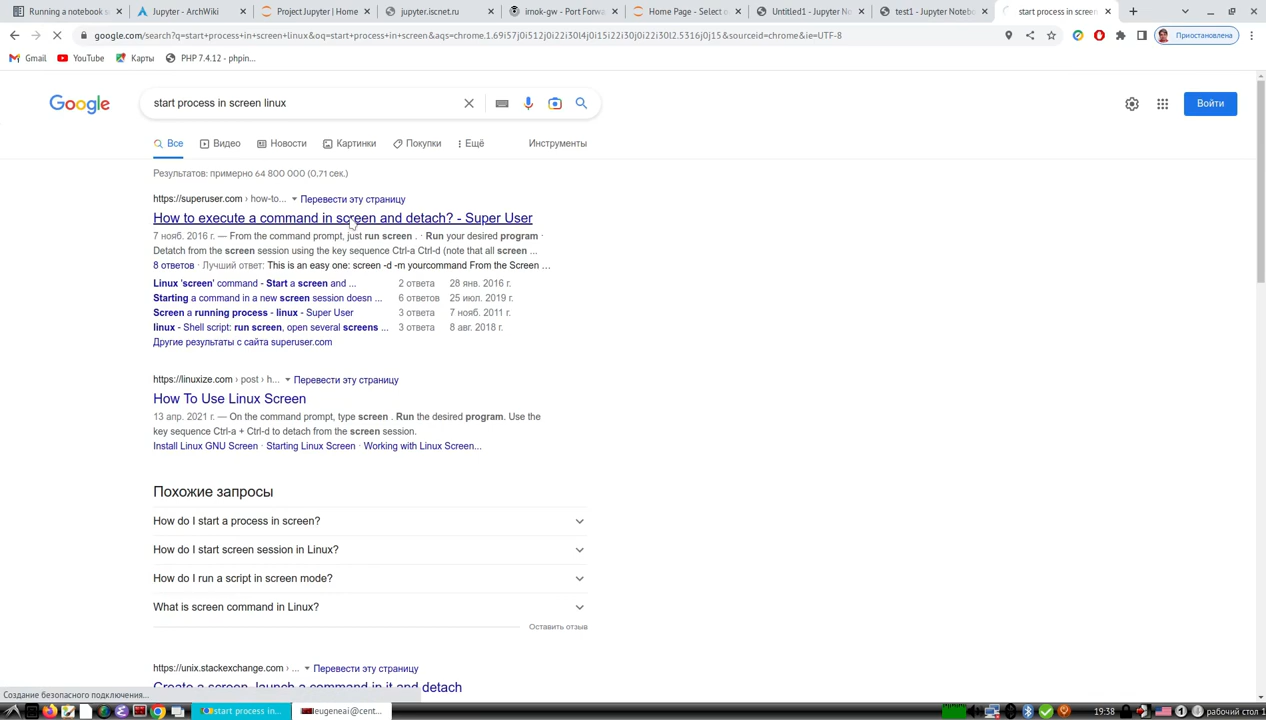 Running a notebook s
Jupyter - ArchWiki
Project Jupyter | Home
jupyter.iscnet.ru
imok-gw - Port Forwa
Home Page - Select o
Untitled1 - Jupyter No
test1 - Jupyter Notebo
start process in screen
google.com/search?q=start+process+in+screen+linux&oq=start+process+in+screen&aqs=chrome.1.69i57j0i512j0i22i30l4j0i15i22i30j0i22i30l2.5316j0j15&sourceid=chrome&ie=UTF-8
Приостановлена
Gmail
YouTube
Карты
PHP 7.4.12 - phpin...
Google
start process in screen linux
Войти
Все
Видео
Новости
Картинки
Покупки
Ещё
Инструменты
Результатов: примерно 64 800 000 (0,71 сек.)
https://superuser.com › how-to... Перевести эту страницу
How to execute a command in screen and detach? - Super User
7 нояб. 2016 г. — From the command prompt, just run screen . · Run your desired program ·
Detatch from the screen session using the key sequence Ctrl-a Ctrl-d (note that all screen ...
8 ответов · Лучший ответ: This is an easy one: screen -d -m yourcommand From the Screen …
Linux 'screen' command - Start a screen and ... 2 ответа 28 янв. 2016 г.
Starting a command in a new screen session doesn ... 6 ответов 25 июл. 2019 г.
Screen a running process - linux - Super User 3 ответа 7 нояб. 2011 г.
linux - Shell script: run screen, open several screens ... 3 ответа 8 авг. 2018 г.
Другие результаты с сайта superuser.com
https://linuxize.com › post › h... Перевести эту страницу
How To Use Linux Screen
13 апр. 2021 г. — On the command prompt, type screen . Run the desired program. Use the
key sequence Ctrl-a + Ctrl-d to detach from the screen session.
Install Linux GNU Screen · Starting Linux Screen · Working with Linux Screen...
Похожие запросы
How do I start a process in screen?
How do I start screen session in Linux?
How do I run a script in screen mode?
What is screen command in Linux?
Оставить отзыв
https://unix.stackexchange.com › ... Перевести эту страницу
Create a screen, launch a command in it and detach
Создание безопасного подключения...
start process in...
eugeneai@cent...
19:38
рабочий стол 1